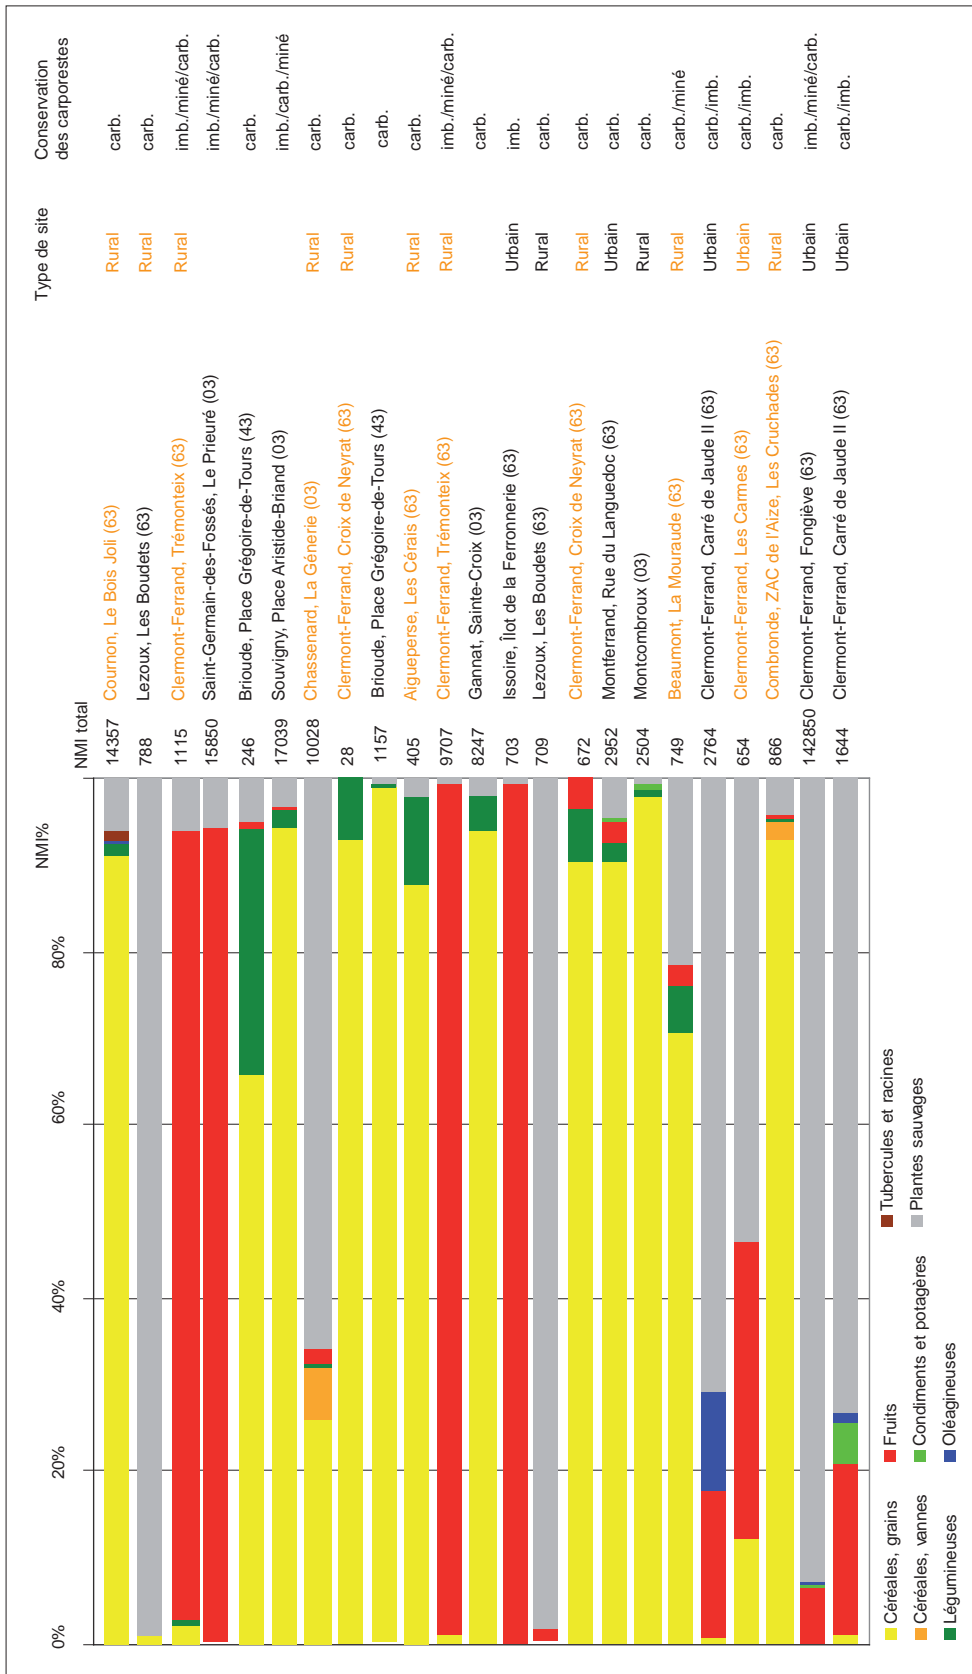 NMI%
NMI total
Type de site
Conservation
des carporestes
0%
20%
40%
60%
80%
14357 Cournon, Le Bois Joli (63) Rural carb.
788 Lezoux, Les Boudets (63) Rural carb.
1115 Clermont-Ferrand, Trémonteix (63) Rural imb./miné/carb.
15850 Saint-Germain-des-Fossés, Le Prieuré (03) imb./miné/carb.
246 Brioude, Place Grégoire-de-Tours (43) carb.
17039 Souvigny, Place Aristide-Briand (03) imb./carb./miné
10028 Chassenard, La Génerie (03) Rural carb.
28 Clermont-Ferrand, Croix de Neyrat (63) Rural carb.
1157 Brioude, Place Grégoire-de-Tours (43) carb.
405 Aigueperse, Les Cérais (63) Rural carb.
9707 Clermont-Ferrand, Trémonteix (63) Rural imb./miné/carb.
8247 Gannat, Sainte-Croix (03) carb.
703 Issoire, Îlot de la Ferronnerie (63) Urbain imb.
709 Lezoux, Les Boudets (63) Rural carb.
672 Clermont-Ferrand, Croix de Neyrat (63) Rural carb.
2952 Montferrand, Rue du Languedoc (63) Urbain carb.
2504 Montcombroux (03) Rural carb.
749 Beaumont, La Mouraude (63) Rural carb./miné
2764 Clermont-Ferrand, Carré de Jaude II (63) Urbain carb./imb.
654 Clermont-Ferrand, Les Carmes (63) Urbain carb./imb.
866 Combronde, ZAC de l'Aize, Les Cruchades (63) Rural carb.
142850 Clermont-Ferrand, Fongiève (63) Urbain imb./miné/carb.
1644 Clermont-Ferrand, Carré de Jaude II (63) Urbain carb./imb.
Céréales, grains
Céréales, vannes
Légumineuses
Fruits
Condiments et potagères
Oléagineuses
Tubercules et racines
Plantes sauvages